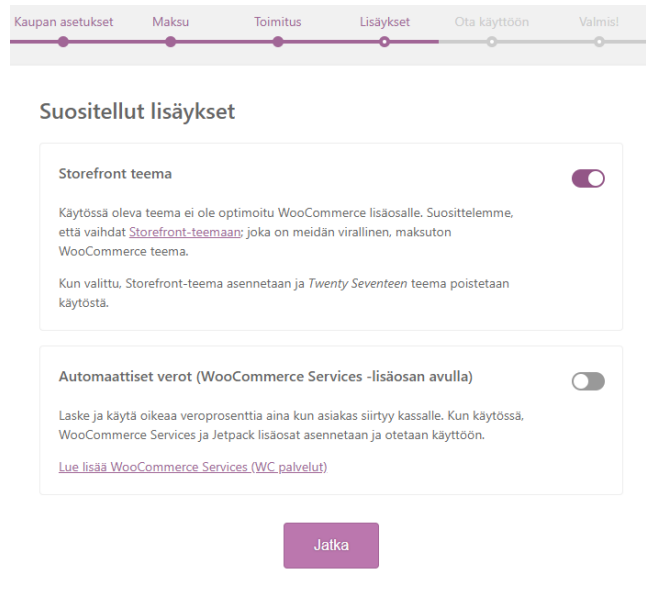 Kaupan asetukset Maksu Toimitus Lisäykset Ota käyttöön Valmis!
Suositellut lisäykset
Storefront teema
Käytössä oleva teema ei ole optimoitu WooCommerce lisäosalle. Suosittelemme,
että vaihdat Storefront-teemaan; joka on meidän virallinen, maksuton
WooCommerce teema.
Kun valittu, Storefront-teema asennetaan ja Twenty Seventeen teema poistetaan
käytöstä.
Automaattiset verot (WooCommerce Services -lisäosan avulla)
Laske ja käytä oikeaa veroprosenttia aina kun asiakas siirtyy kassalle. Kun käytössä,
WooCommerce Services ja Jetpack lisäosat asennetaan ja otetaan käyttöön.
Lue lisää WooCommerce Services (WC palvelut)
Jatka